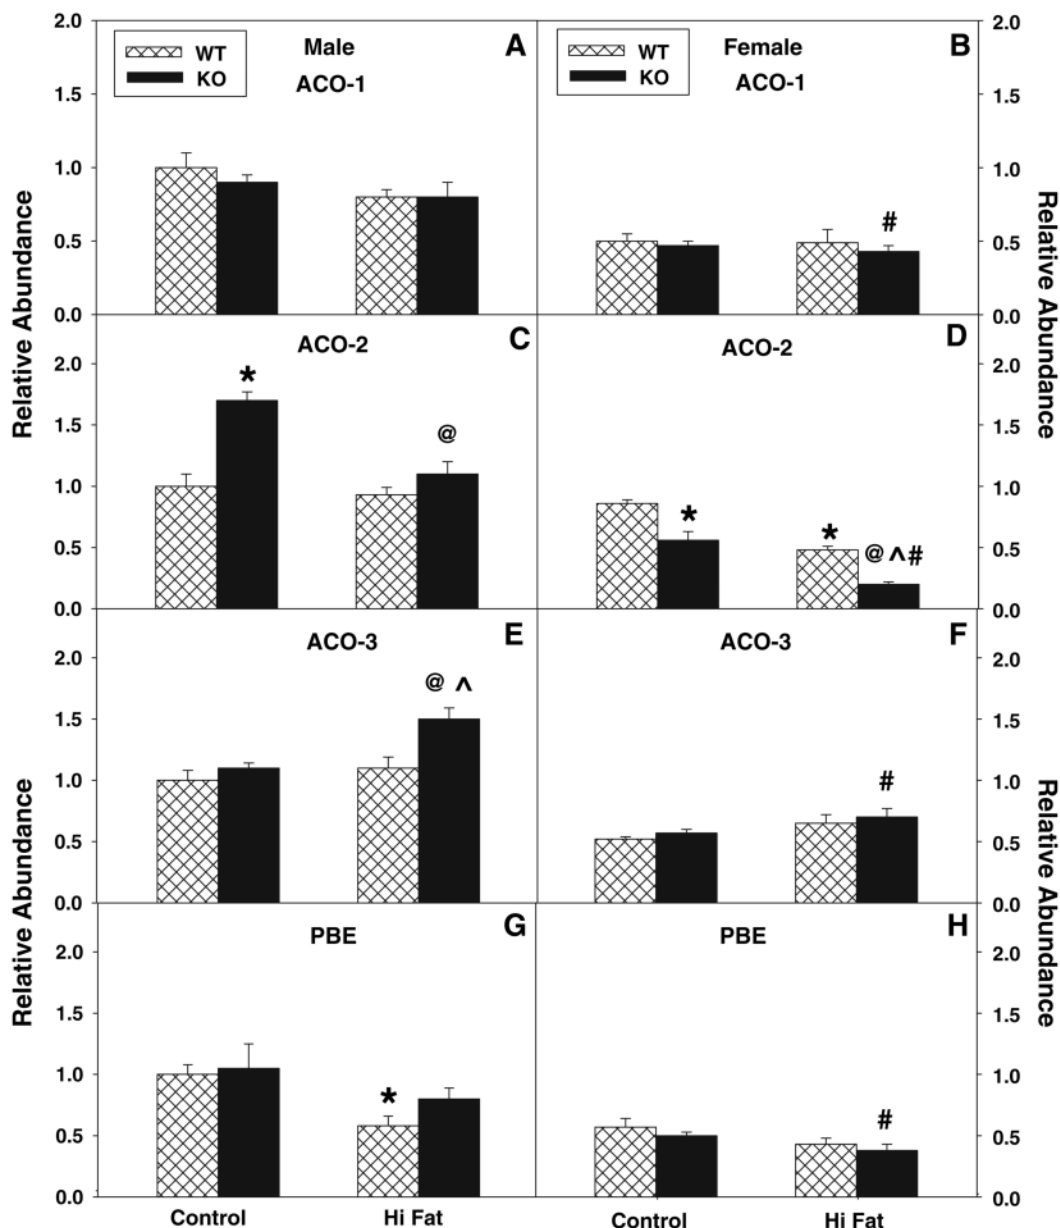 Relative Abundance
Relative Abundance
2.0
1.5
1.0
0.5
0.0
WT
KO
Male
ACO-1
A
WT
KO
Female
ACO-1
B
#
2.0
1.5
1.0
0.5
0.0
Relative Abundance
2.0
1.5
1.0
0.5
0.0
ACO-2
C
*
@
ACO-2
D
*
*
@ ^ #
2.0
1.5
1.0
0.5
0.0
2.0
1.5
1.0
0.5
0.0
ACO-3
E
@ ^
ACO-3
F
#
2.0
1.5
1.0
0.5
0.0
Relative Abundance
2.0
1.5
1.0
0.5
0.0
PBE
G
*
PBE
H
#
2.0
1.5
1.0
0.5
0.0
Control
Hi Fat
Control
Hi Fat